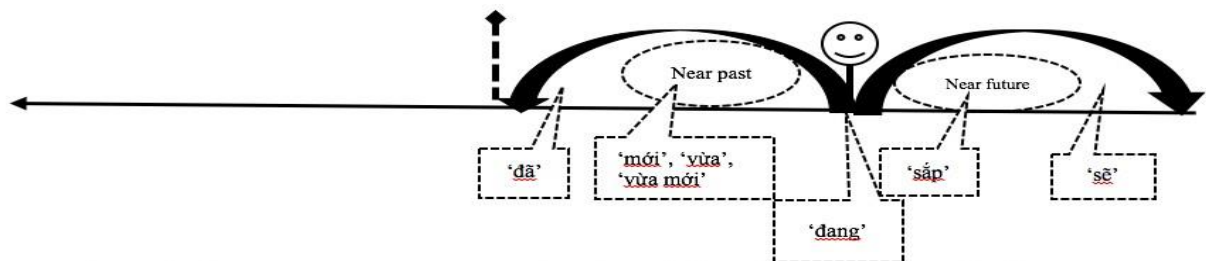 Near past
Near future
‘đã’
‘mới’, ‘vừa’,
‘vừa mới’
‘đang’
‘sắp’
‘sẽ’